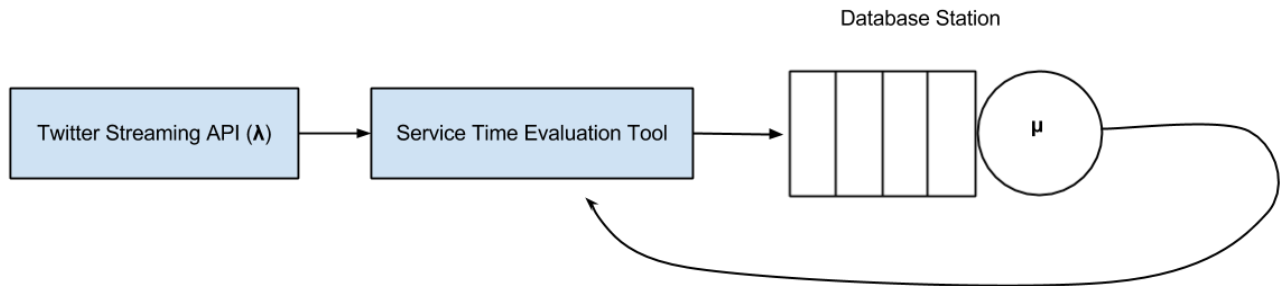 Database Station
Twitter Streaming API (λ)
Service Time Evaluation Tool
μ